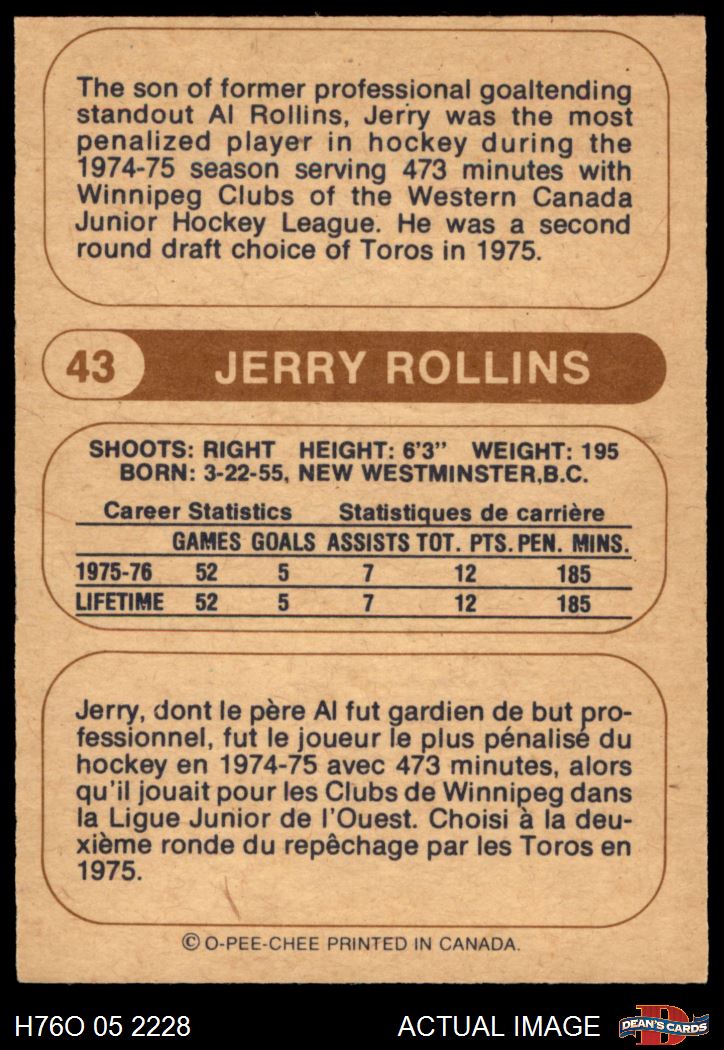 The son of former professional goaltending
standout Al Rollins, Jerry was the most
penalized player in hockey during the
1974-75 season serving 473 minutes with
Winnipeg Clubs of the Western Canada
Junior Hockey League. He was a second
round draft choice of Toros in 1975.
43 JERRY ROLLINS
SHOOTS: RIGHT HEIGHT: 6'3" WEIGHT: 195
BORN: 3-22-55, NEW WESTMINSTER,B.C.
Career Statistics Statistiques de carrière
GAMES GOALS ASSISTS TOT. PTS. PEN. MINS.
1975-76 52 5 7 12 185
LIFETIME 52 5 7 12 185
Jerry, dont le père Al fut gardien de but pro-
fessionnel, fut le joueur le plus pénalisé du
hockey en 1974-75 avec 473 minutes, alors
qu'il jouait pour les Clubs de Winnipeg dans
la Ligue Junior de l'Ouest. Choisi à la deu-
xième ronde du repêchage par les Toros en
1975.
© O-PEE-CHEE PRINTED IN CANADA.
H76O 05 2228 ACTUAL IMAGE D DEAN'S CARDS